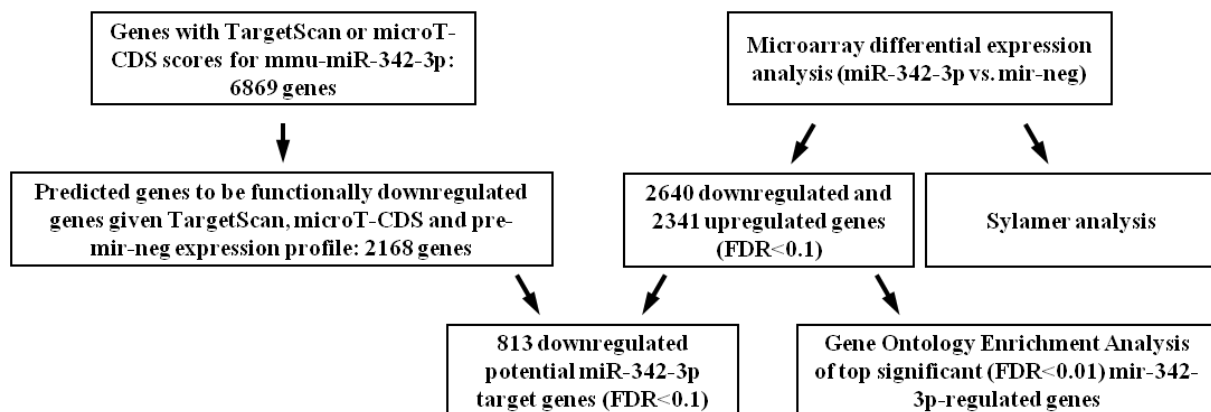 Genes with TargetScan or microT-
CDS scores for mmu-miR-342-3p:
6869 genes
Microarray differential expression
analysis (miR-342-3p vs. mir-neg)
Predicted genes to be functionally downregulated
genes given TargetScan, microT-CDS and pre-
mir-neg expression profile: 2168 genes
2640 downregulated and
2341 upregulated genes
(FDR<0.1)
Sylamer analysis
813 downregulated
potential miR-342-3p
target genes (FDR<0.1)
Gene Ontology Enrichment Analysis
of top significant (FDR<0.01) mir-342-
3p-regulated genes